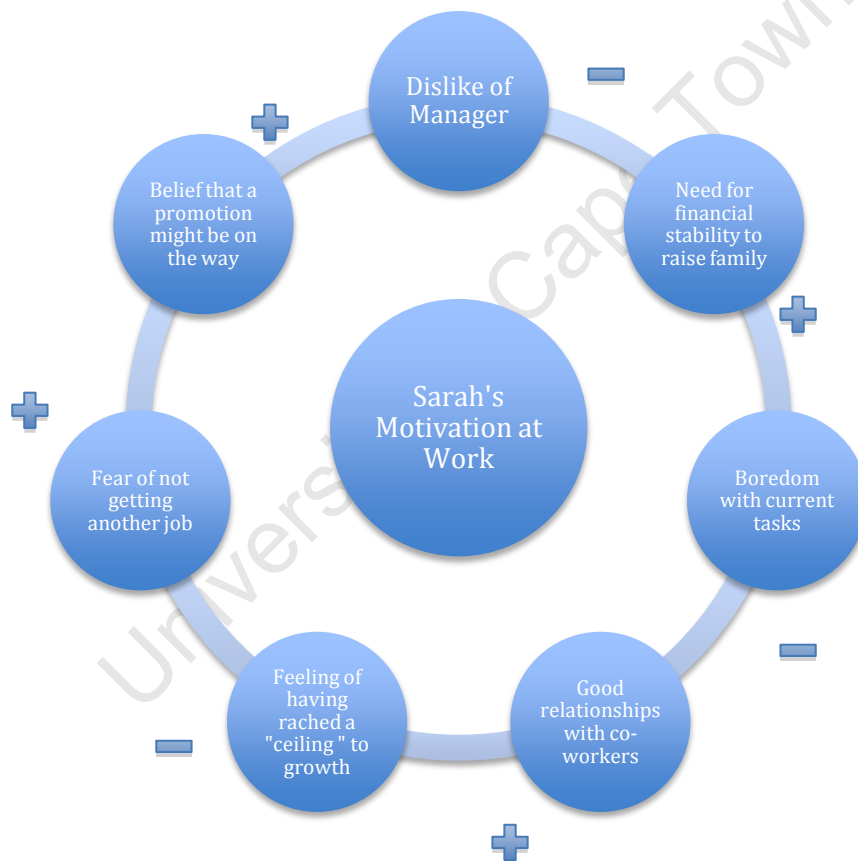 Dislike of
Manager
Need for
financial
stability to
raise family
Boredom
with current
tasks
Good
relationships
with co-
workers
Feeling of
having
rached a
"ceiling " to
growth
Fear of not
getting
another job
Belief that a
promotion
might be on
the way
Sarah's
Motivation at
Work